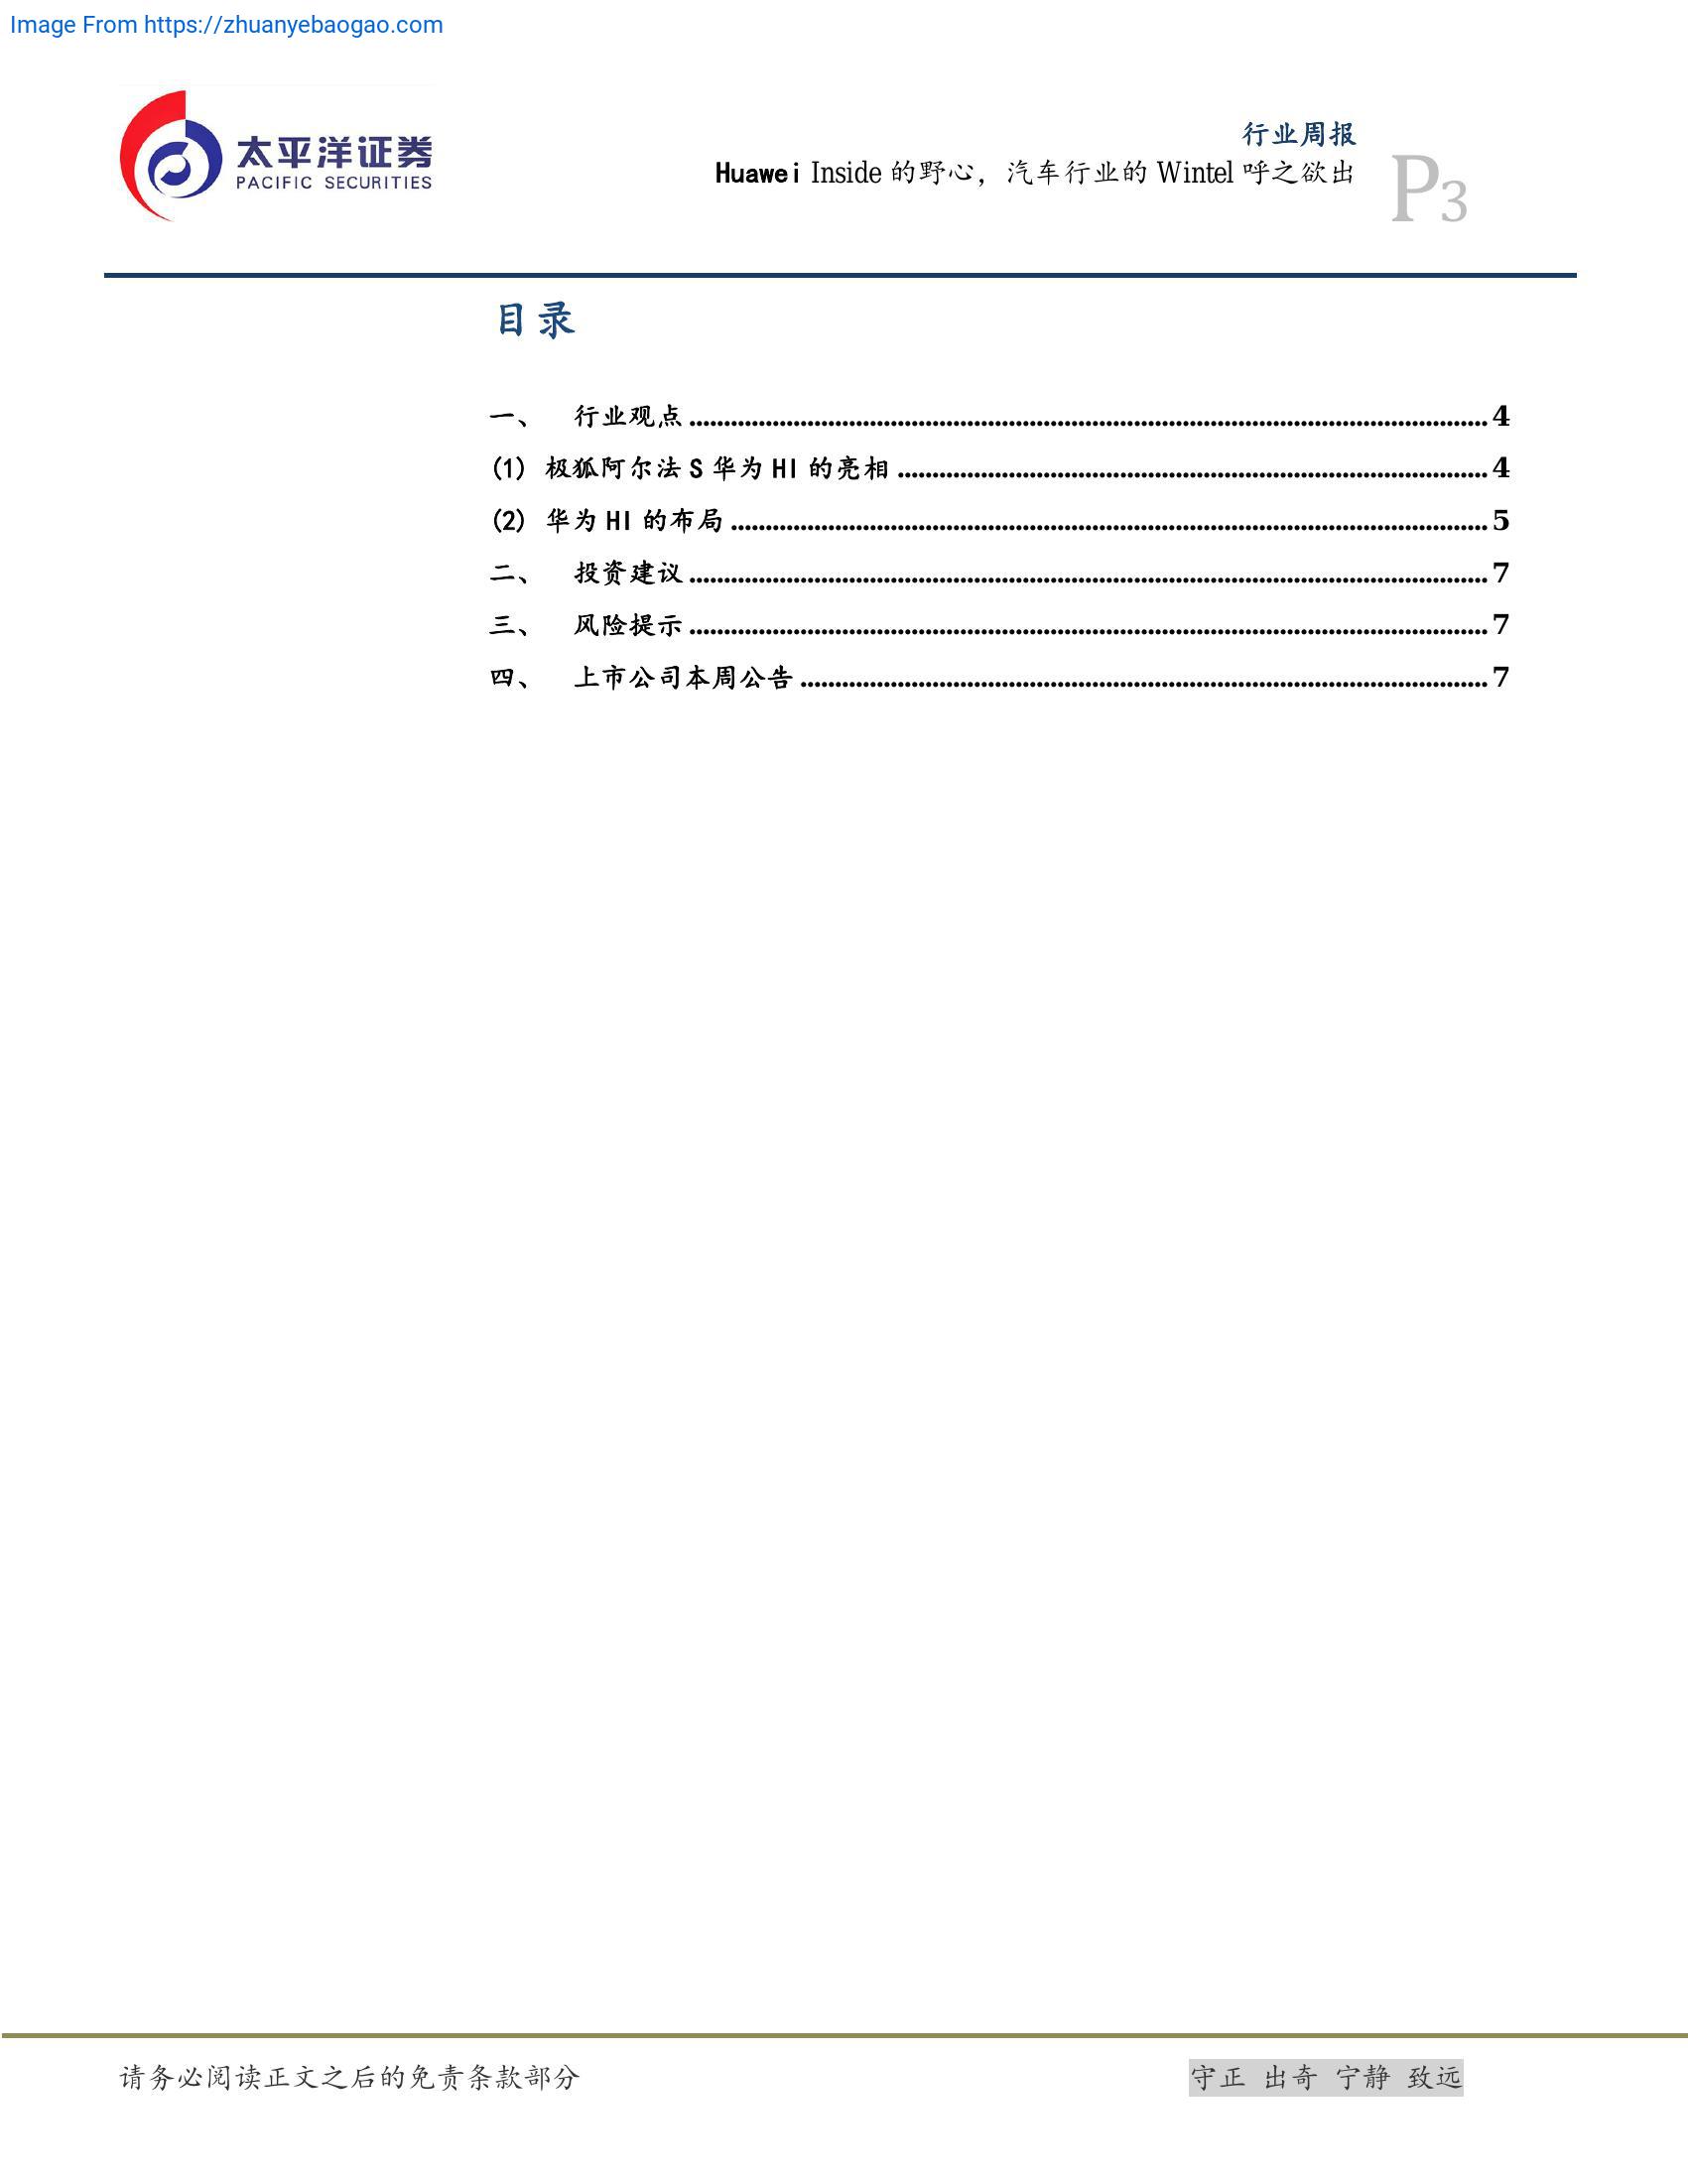 Image From https://zhuanyebaogao.com
太平洋证券
PACIFIC SECURITIES
行业周报
Huawei Inside 的野心，汽车行业的 Wintel 呼之欲出
P3
目录
一、 行业观点 4
(1) 极狐阿尔法 S 华为 HI 的亮相 4
(2) 华为 HI 的布局 5
二、 投资建议 7
三、 风险提示 7
四、 上市公司本周公告 7
请务必阅读正文之后的免责条款部分
守正 出奇 宁静 致远